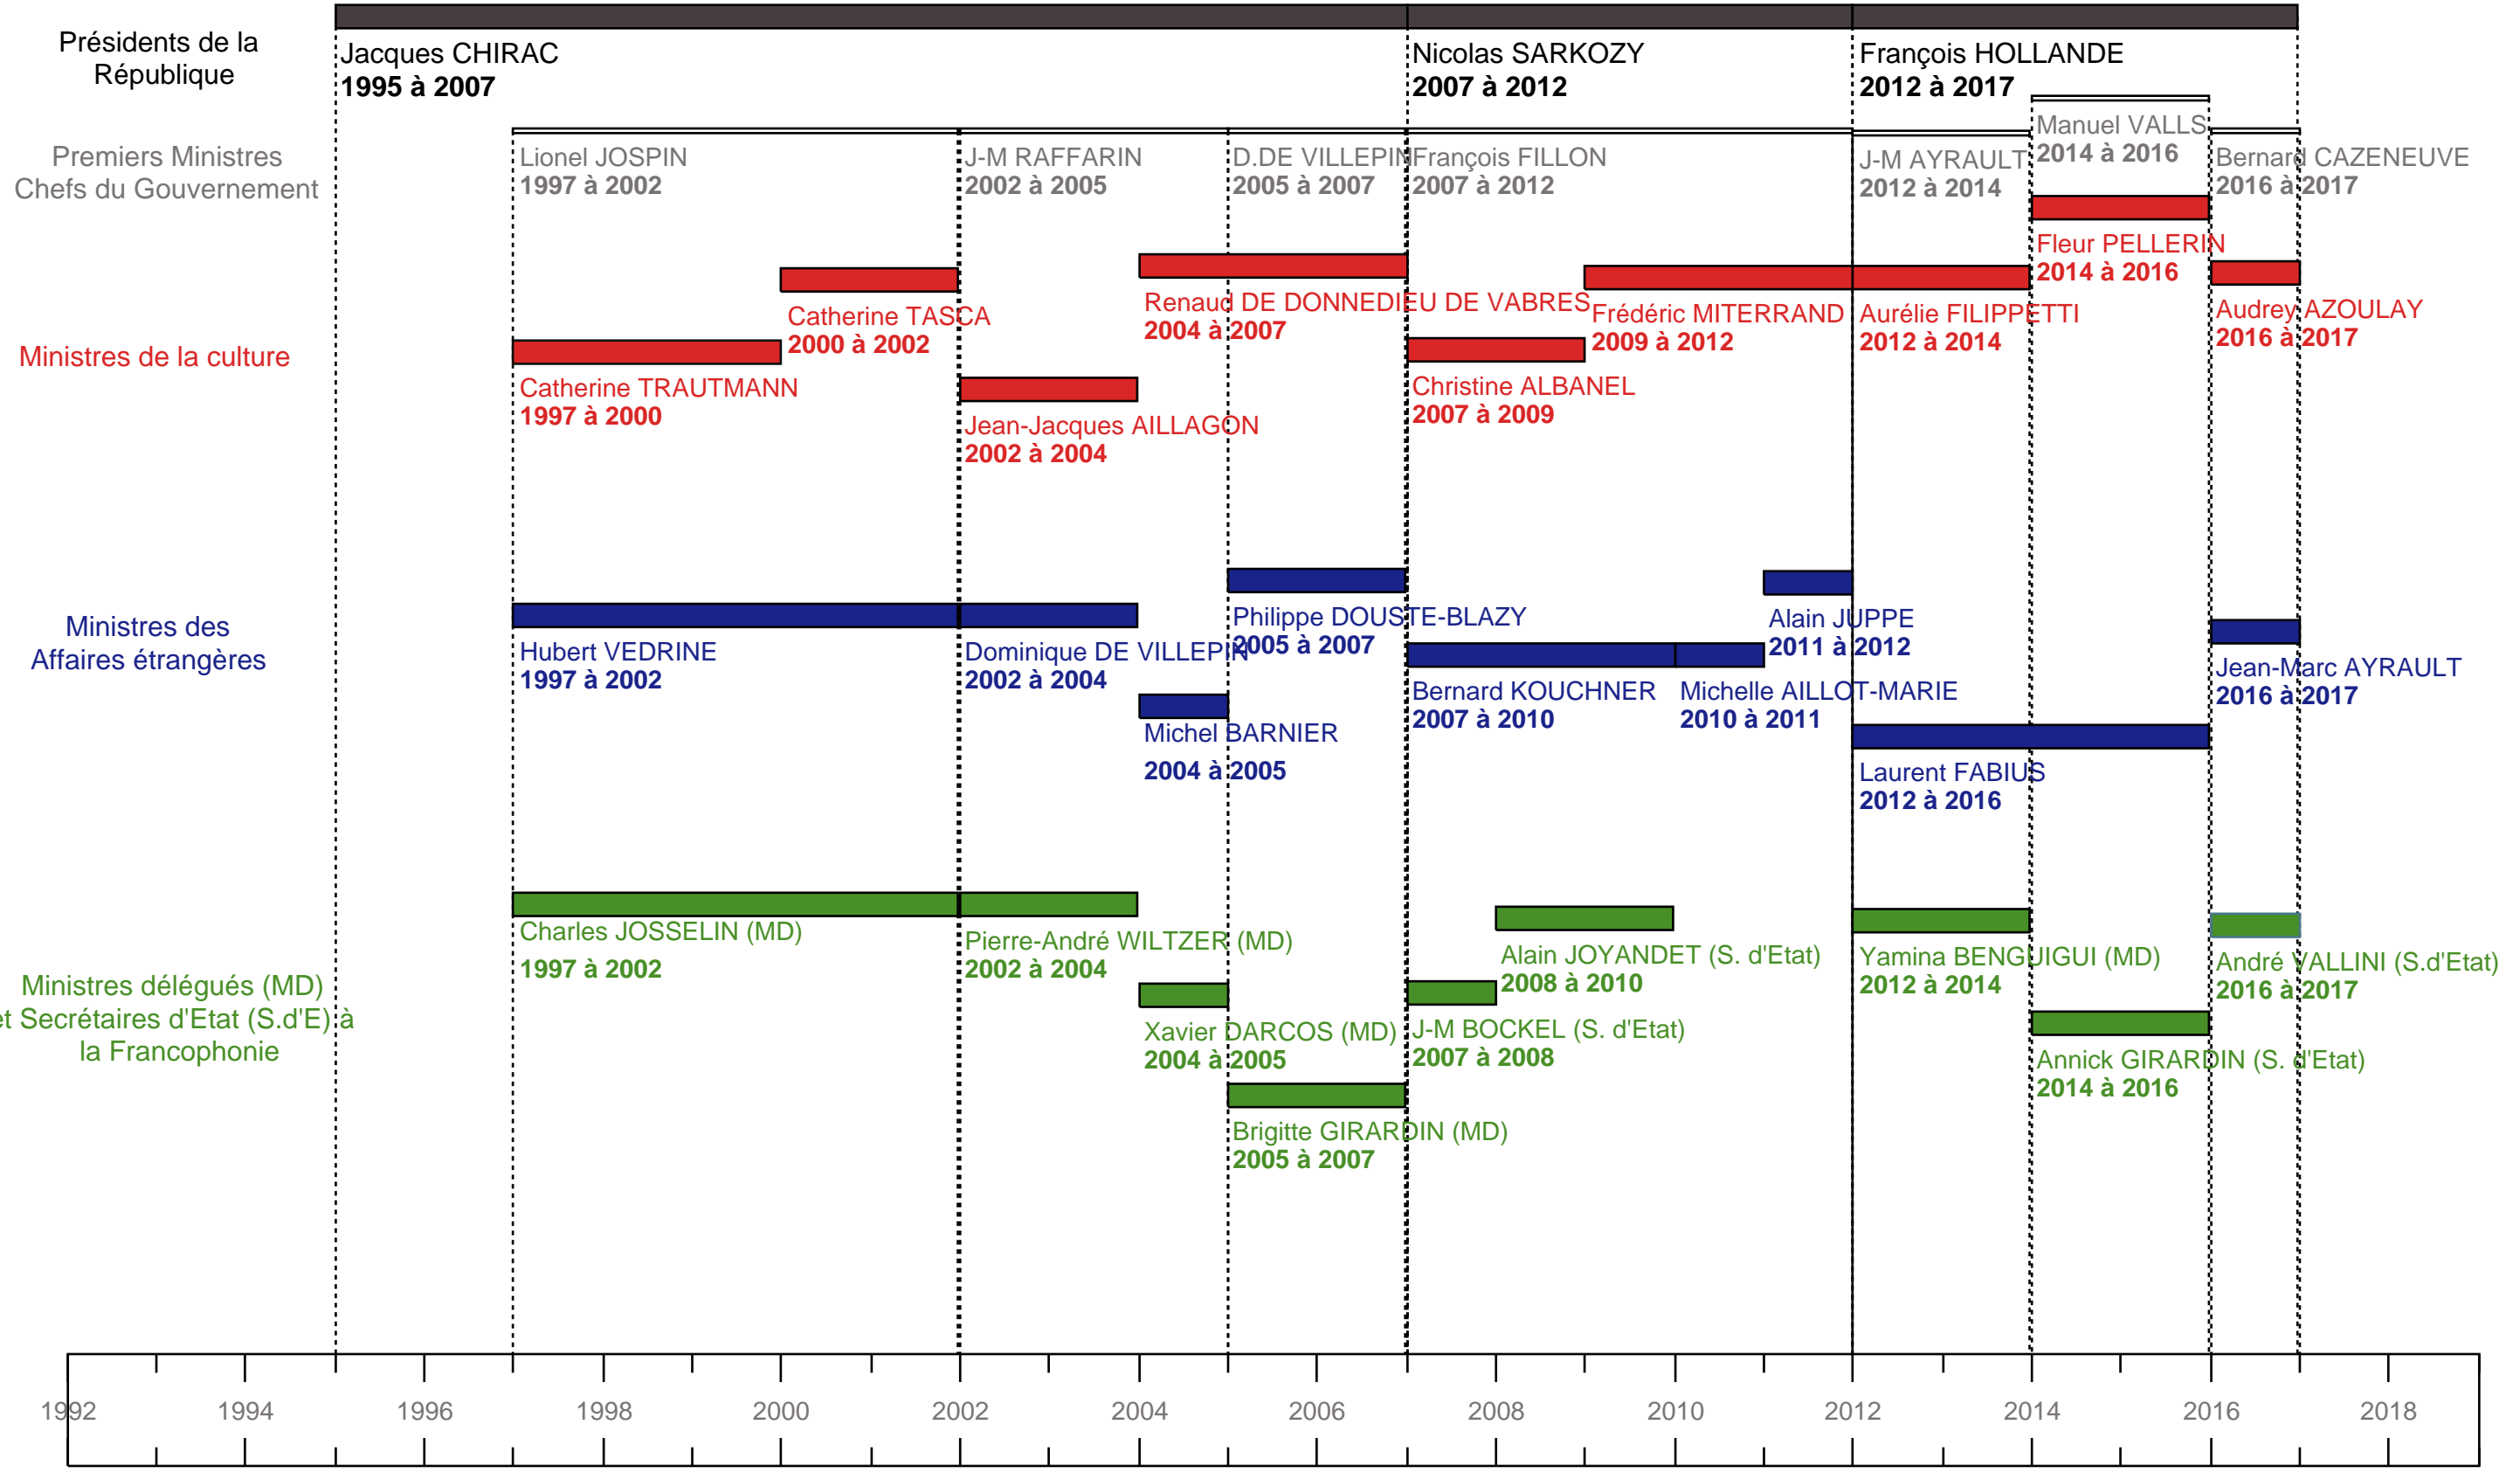 Présidents de la
République
Jacques CHIRAC
1995 à 2007
Nicolas SARKOZY
2007 à 2012
François HOLLANDE
2012 à 2017
Premiers Ministres
Chefs du Gouvernement
Lionel JOSPIN
1997 à 2002
J-M RAFFARIN
2002 à 2005
D.DE VILLEPIN
2005 à 2007
François FILLON
2007 à 2012
J-M AYRAULT
2012 à 2014
Manuel VALLS
2014 à 2016
Bernard CAZENEUVE
2016 à 2017
Ministres de la culture
Catherine TRAUTMANN
1997 à 2000
Catherine TASCA
2000 à 2002
Jean-Jacques AILLAGON
2002 à 2004
Renaud DE DONNEDIEU DE VABRES
2004 à 2007
Christine ALBANEL
2007 à 2009
Frédéric MITERRAND
2009 à 2012
Aurélie FILIPPETTI
2012 à 2014
Fleur PELLERIN
2014 à 2016
Audrey AZOULAY
2016 à 2017
Ministres des
Affaires étrangères
Hubert VEDRINE
1997 à 2002
Dominique DE VILLEPIN
2002 à 2004
Michel BARNIER
2004 à 2005
Philippe DOUSTE-BLAZY
2005 à 2007
Bernard KOUCHNER
2007 à 2010
Michelle AILLOT-MARIE
2010 à 2011
Alain JUPPE
2011 à 2012
Laurent FABIUS
2012 à 2016
Jean-Marc AYRAULT
2016 à 2017
Ministres délégués (MD)
et Secrétaires d'Etat (S.d'E) à
la Francophonie
Charles JOSSELIN (MD)
1997 à 2002
Pierre-André WILTZER (MD)
2002 à 2004
Xavier DARCOS (MD)
2004 à 2005
Brigitte GIRARDIN (MD)
2005 à 2007
J-M BOCKEL (S. d'Etat)
2007 à 2008
Alain JOYANDET (S. d'Etat)
2008 à 2010
Yamina BENGUIGUI (MD)
2012 à 2014
Annick GIRARDIN (S. d'Etat)
2014 à 2016
André VALLINI (S.d'Etat)
2016 à 2017
1992 1994 1996 1998 2000 2002 2004 2006 2008 2010 2012 2014 2016 2018